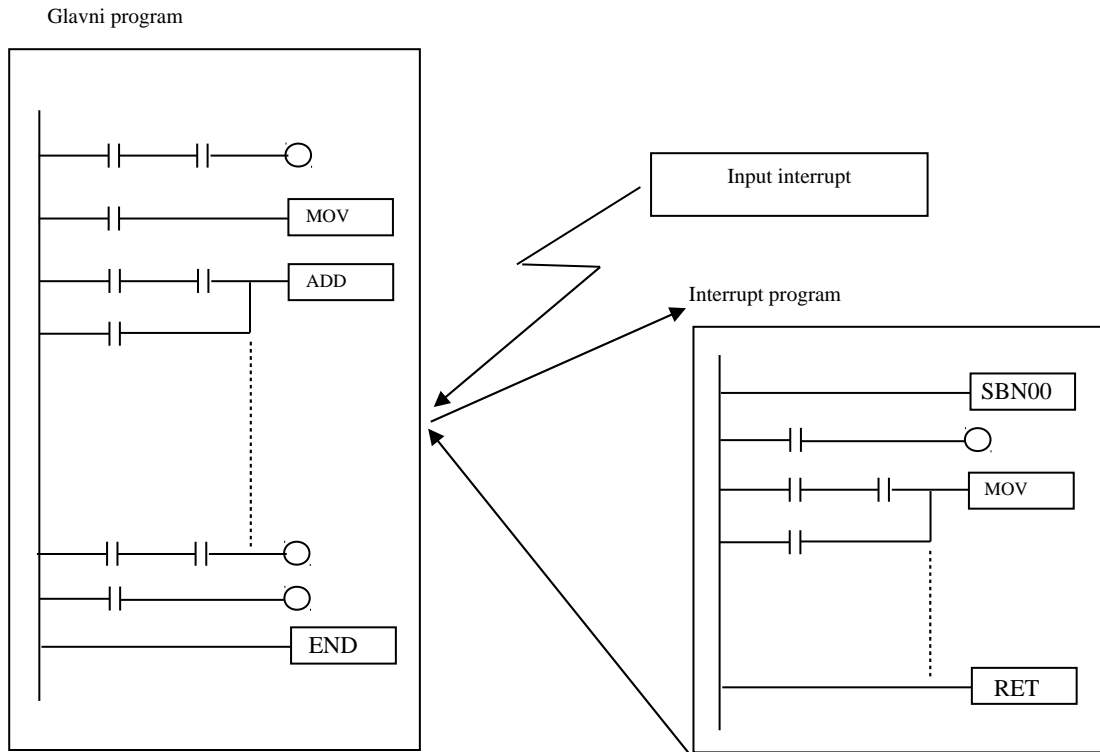 Glavni program
MOV
ADD
END
Input interrupt
Interrupt program
SBN00
MOV
RET